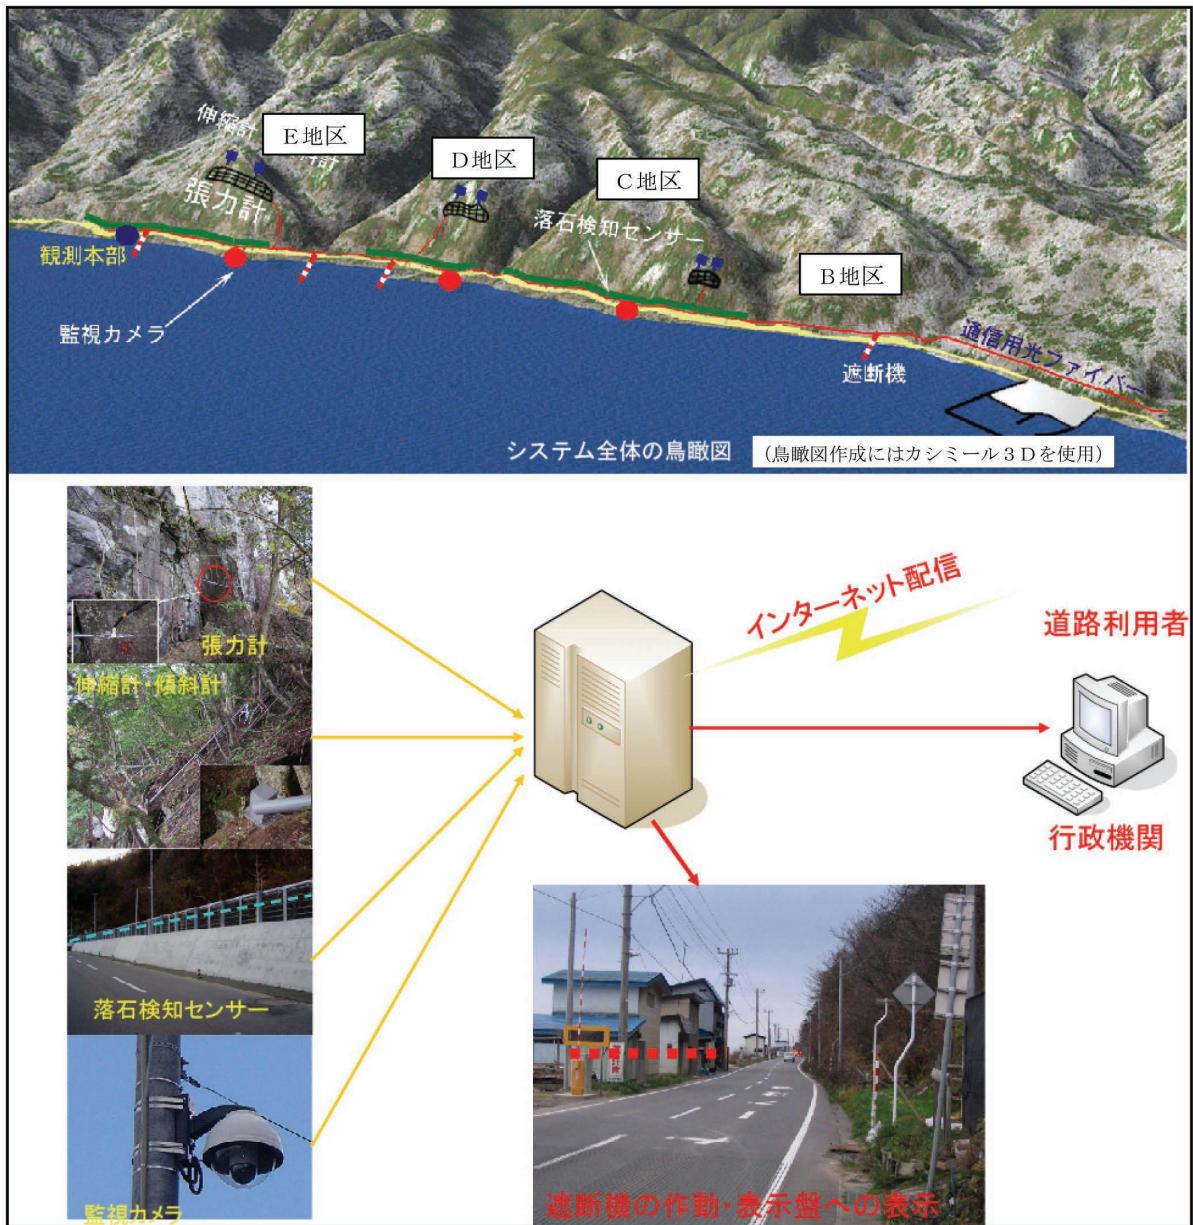 伸縮計
計
E地区
D地区
C地区
張力計
落石検知センサー
B地区
観測本部
監視カメラ
遮断機
通信用光ファイバー
システム全体の鳥瞰図
（鳥瞰図作成にはカシミール３Ｄを使用）
張力計
伸縮計・傾斜計
落石検知センサー
監視カメラ
インターネット配信
道路利用者
行政機関
遮断機の作動・表示盤への表示